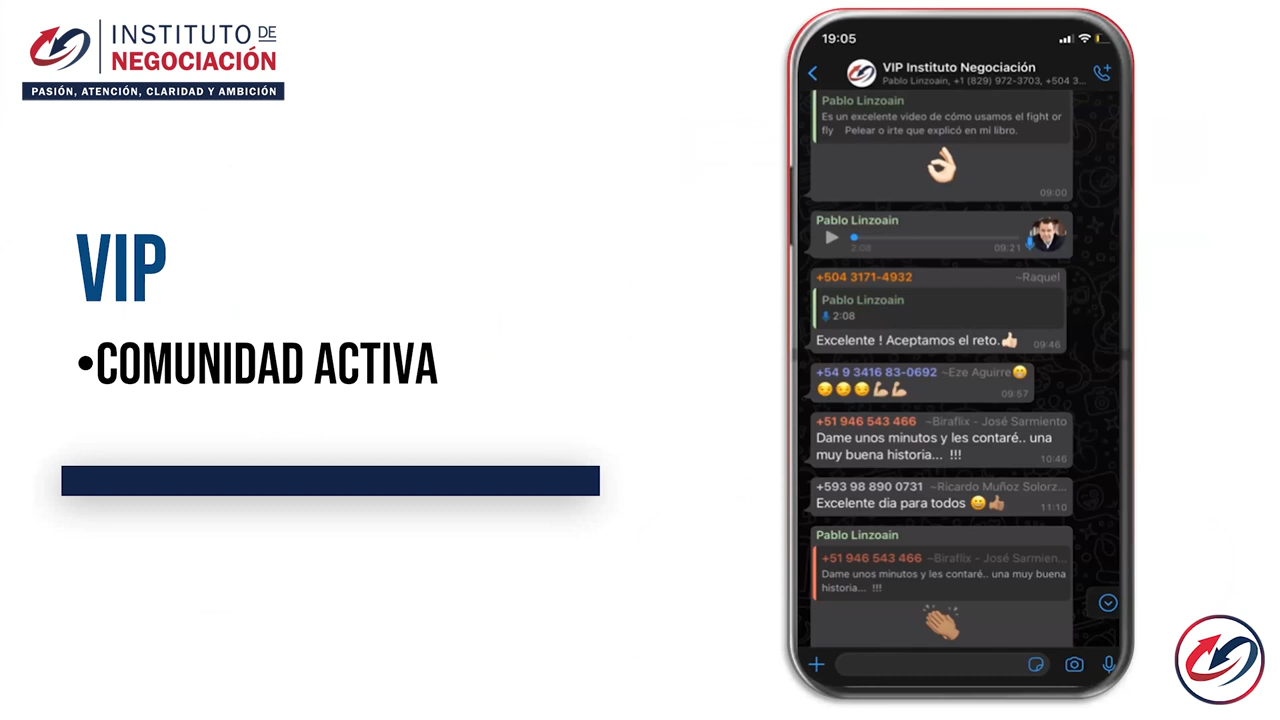 INSTITUTO DE
NEGOCIACIÓN
PASIÓN, ATENCIÓN, CLARIDAD Y AMBICIÓN
VIP
•COMUNIDAD ACTIVA
19:05
VIP Instituto Negociación
Pablo Linzoain, +1 (829) 972-3703, +504 3...
Pablo Linzoain
Es un excelente video de cómo usamos el fight or
fly Pelear o irte que explicó en mi libro.
👌🏻
09:00
Pablo Linzoain
2:08 09:21
+504 3171-4932 ~Raquel
Pablo Linzoain
2:08
Excelente ! Aceptamos el reto.👍🏻 09:46
+54 9 3416 83-0692 ~Eze Aguirre😁
😏😏😏💪🏼💪🏼 09:57
+51 946 543 466 ~Biraflix - José Sarmiento
Dame unos minutos y les contaré.. una
muy buena historia... !!! 10:46
+593 98 890 0731 ~Ricardo Muñoz Solorz...
Excelente dia para todos 😀👍🏽 11:10
Pablo Linzoain
+51 946 543 466 ~Biraflix - José Sarmien...
Dame unos minutos y les contaré.. una muy buena
historia... !!!
👏🏽